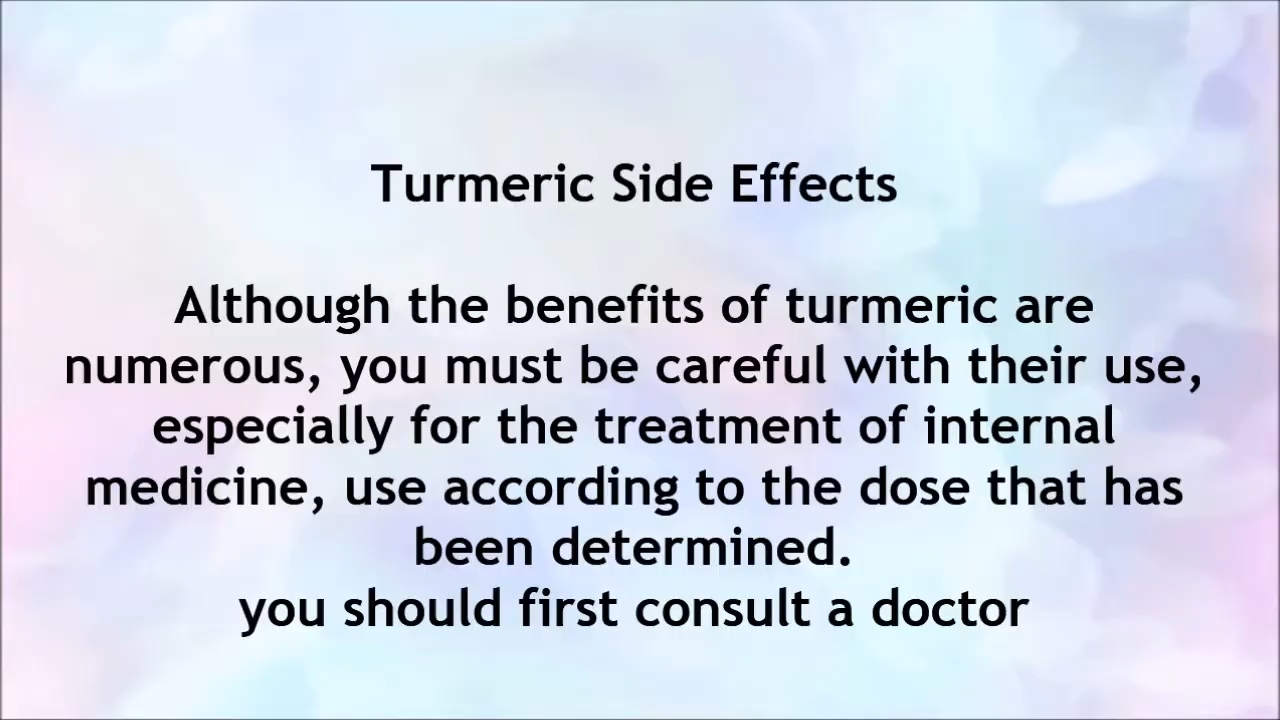 Turmeric Side Effects
Although the benefits of turmeric are
numerous, you must be careful with their use,
especially for the treatment of internal
medicine, use according to the dose that has
been determined.
you should first consult a doctor